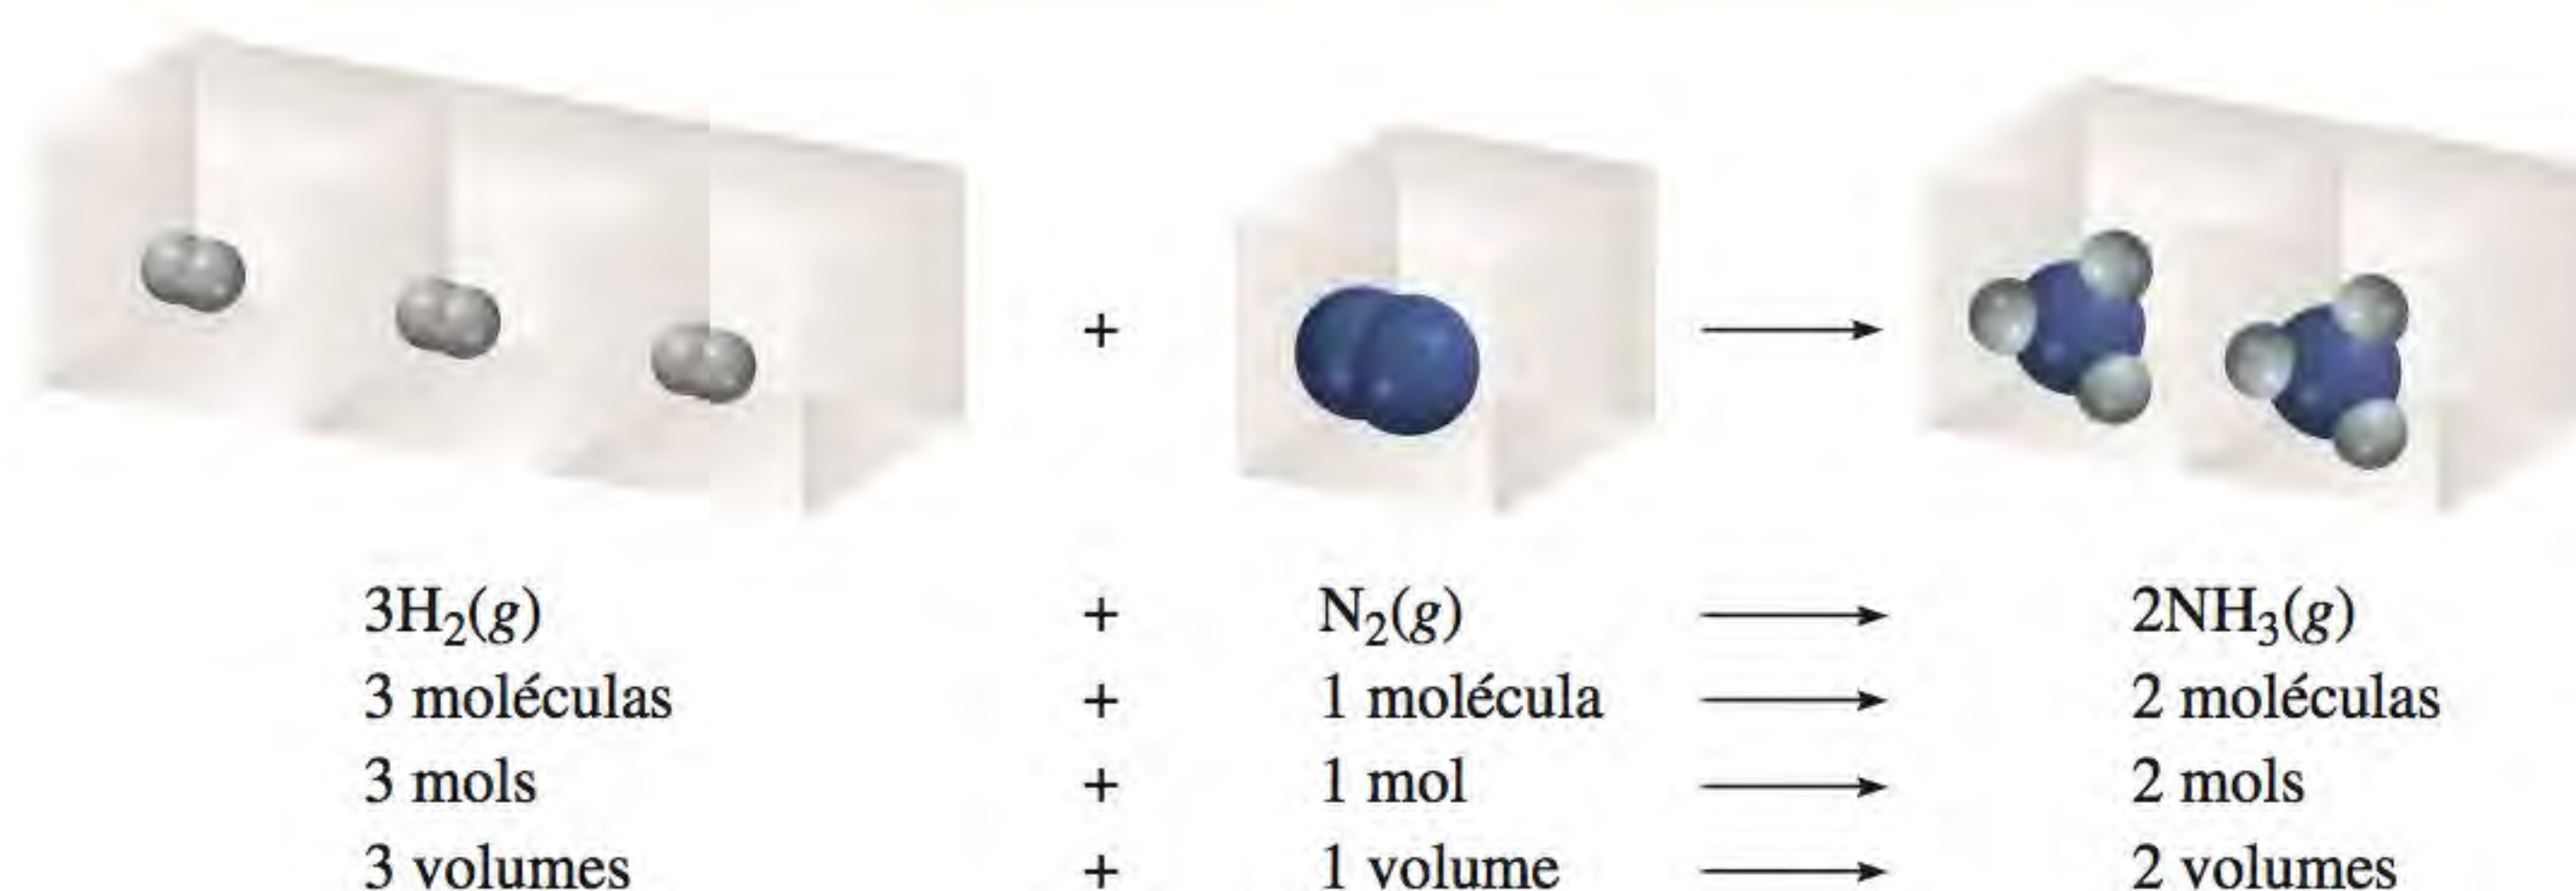 + ⟶
3H₂(g) + N₂(g) ⟶ 2NH₃(g)
3 moléculas + 1 molécula ⟶ 2 moléculas
3 mols + 1 mol ⟶ 2 mols
3 volumes + 1 volume ⟶ 2 volumes